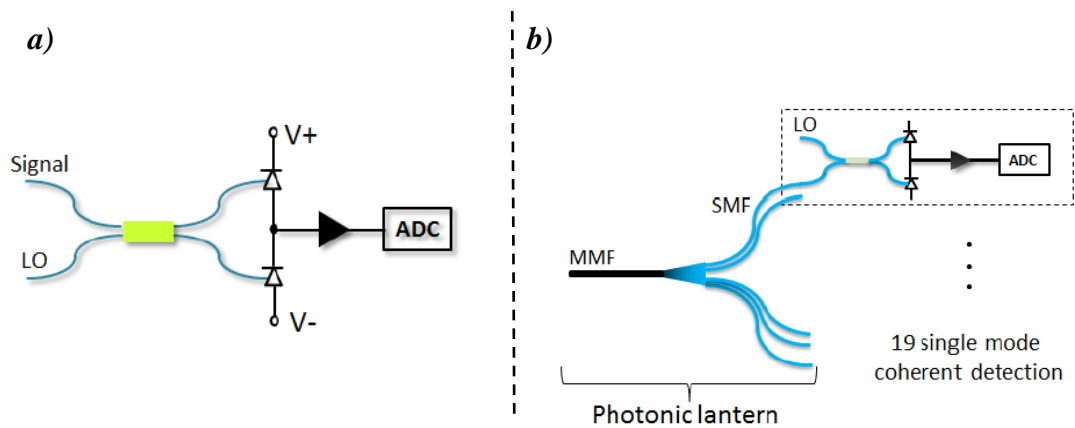 a)
V+
Signal
LO
ADC
V-
b)
LO
ADC
SMF
MMF
19 single mode
coherent detection
Photonic lantern